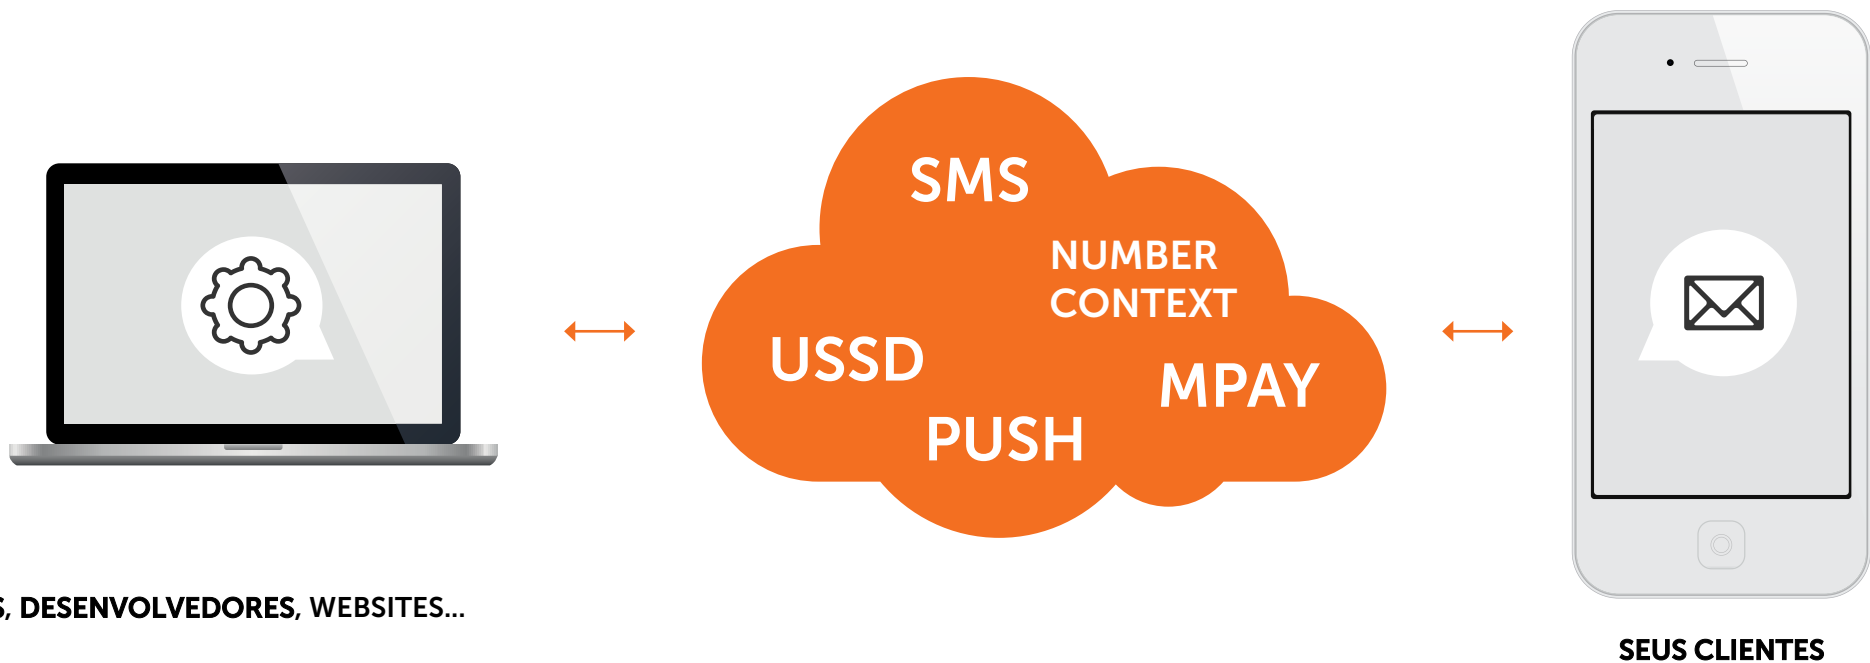 SMS
NUMBER
CONTEXT
USSD
MPAY
PUSH
, DESENVOLVEDORES, WEBSITES...
SEUS CLIENTES